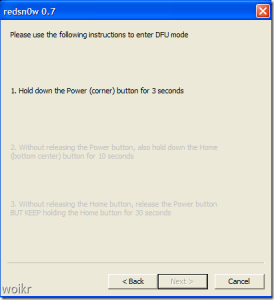 redsn0w 0.7
Please use the following instructions to enter DFU mode
1. Hold down the Power (corner) button for 3 seconds
2. Without releasing the Power button, also hold down the Home
(bottom center) button for 10 seconds
3. Without releasing the Home button, release the Power button
BUT KEEP holding the Home button for 30 seconds
< Back
Next >
Cancel
woikr